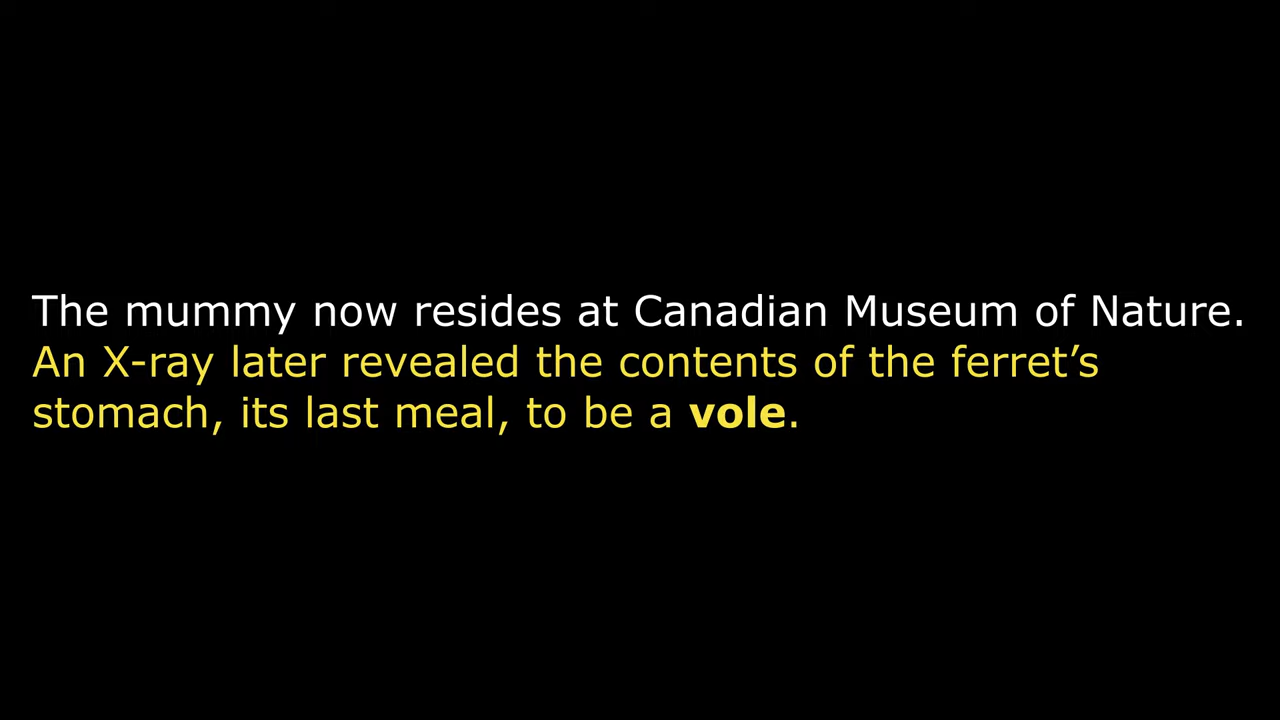 The mummy now resides at Canadian Museum of Nature.
An X-ray later revealed the contents of the ferret’s
stomach, its last meal, to be a vole.